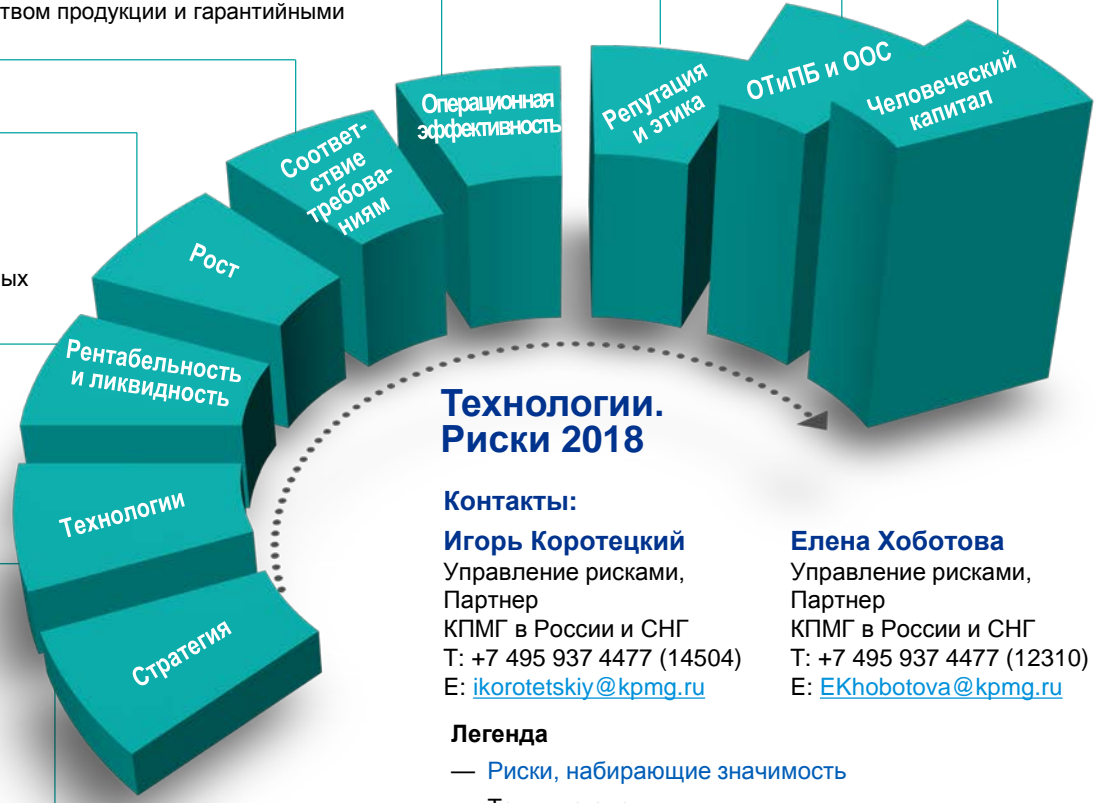 твом продукции и гарантийными
ых
Операционная
эффективность
Репутация
и этика
ОТиПБ и ООС
Человеческий
капитал
Соответ-
ствие
требова-
ниям
Рост
Рентабельность
и ликвидность
Технологии
Стратегия
Технологии.
Риски 2018
Контакты:
Игорь Коротецкий
Управление рисками,
Партнер
КПМГ в России и СНГ
Т: +7 495 937 4477 (14504)
E: ikorotetskiy@kpmg.ru
Елена Хоботова
Управление рисками,
Партнер
КПМГ в России и СНГ
Т: +7 495 937 4477 (12310)
E: EKhobotova@kpmg.ru
Легенда
— Риски, набирающие значимость